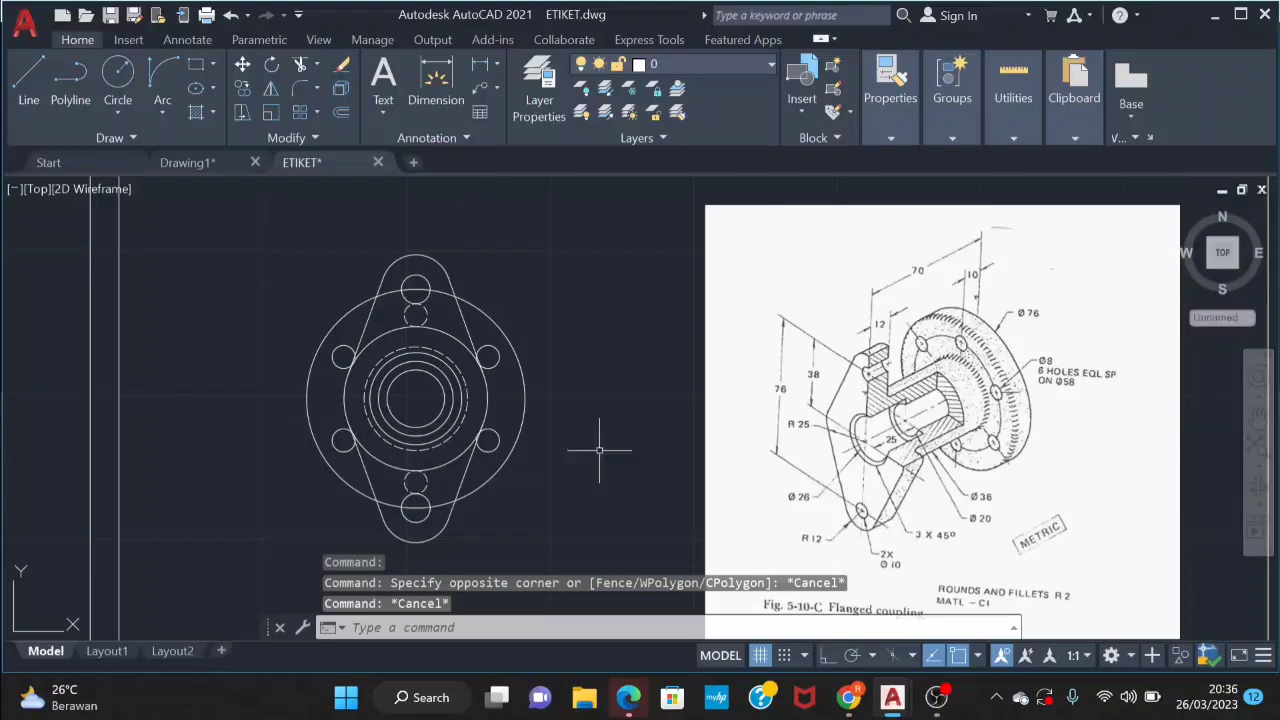 Autodesk AutoCAD 2021 ETIKET.dwg
Type a keyword or phrase
Sign In
Home Insert Annotate Parametric View Manage Output Add-ins Collaborate Express Tools Featured Apps
0
Line Polyline Circle Arc
Text Dimension
Layer
Properties
Insert
Properties Groups Utilities Clipboard Base
Draw Modify Annotation Layers Block V...
Start Drawing1* ETIKET*
[−][Top][2D Wireframe]
N
W TOP E
S
Unnamed...
70
10
12
Ø 76
38
76
Ø8
6 HOLES EQL SP
ON Ø58
R 25
25
Ø 26
Ø 36
Ø 20
R 12
3 X 45º
METRIC
2X
Ø 10
ROUNDS AND FILLETS R 2
MATL – C1
Fig. 5-10-C Flanged coupling
Command:
Command: Specify opposite corner or [Fence/WPolygon/CPolygon]: *Cancel*
Command: *Cancel*
Type a command
Y
X
Model Layout1 Layout2
MODEL
1:1
26°C
Berawan
Search
20:36
26/03/2023
12